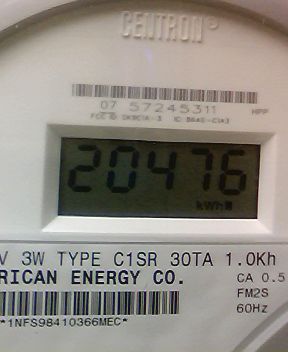 CENTRON®
07 57245311
HPP
20476
kWh
V 3W TYPE C1SR 30TA 1.0Kh
RICAN ENERGY CO.
CA 0.5
FM2S
60Hz
*1NFS98410366MEC*